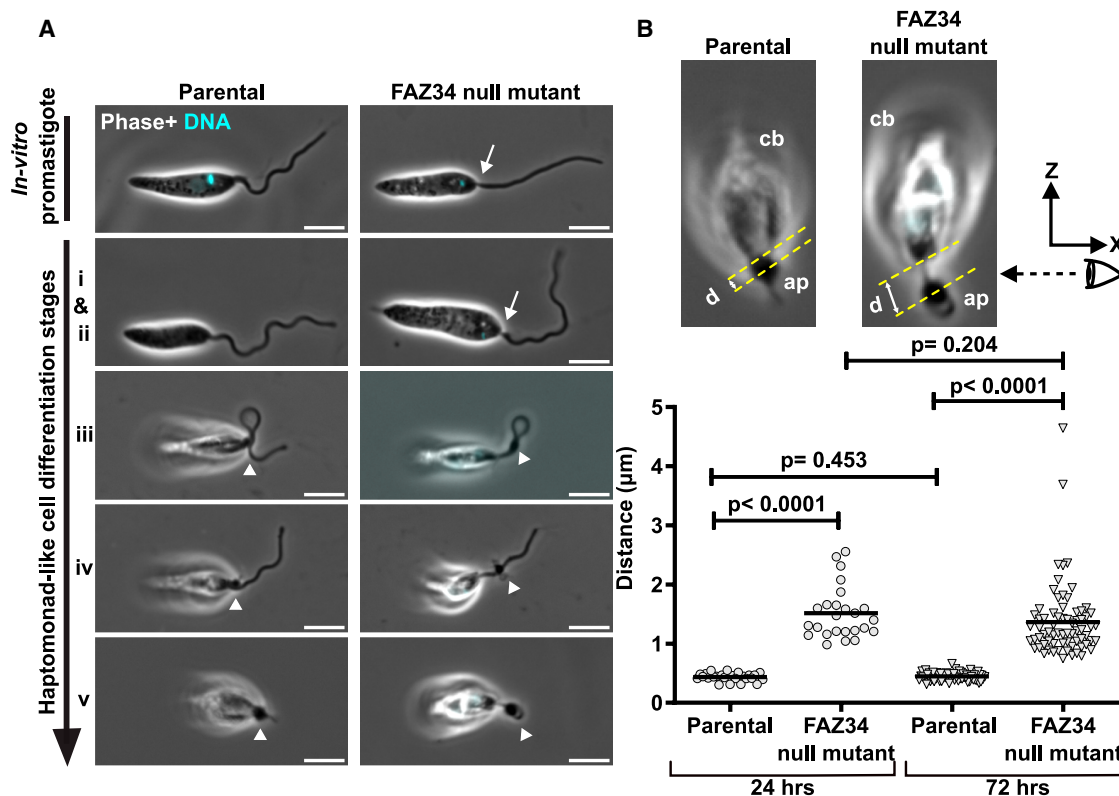 A
Parental
FAZ34 null mutant
In-vitro
promastigote
Phase+ DNA
Haptomonad-like cell differentiation stages
i
&
ii
iii
iv
v
B
Parental
FAZ34
null mutant
cb
ap
d
cb
ap
d
Z
X
p= 0.204
p< 0.0001
p= 0.453
p< 0.0001
Distance (µm)
5
4
3
2
1
0
Parental
FAZ34
null mutant
Parental
FAZ34
null mutant
24 hrs
72 hrs